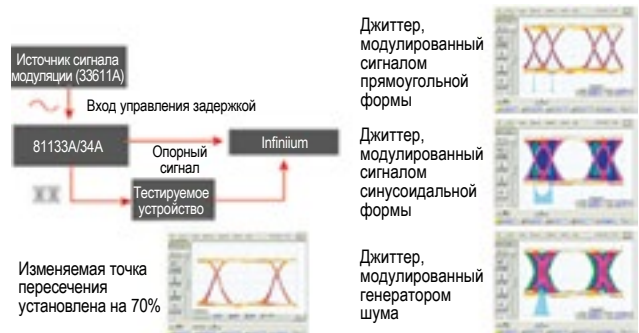 Источник сигнала
модуляции (33611A)
Вход управления задержкой
81133A/34A
Опорный
сигнал
Infiniium
Тестируемое
устройство
Изменяемая точка
пересечения
установлена на 70%
Джиттер,
модулированный
сигналом
прямоугольной
формы
Джиттер,
модулированный
сигналом
синусоидальной
формы
Джиттер,
модулированный
генератором
шума